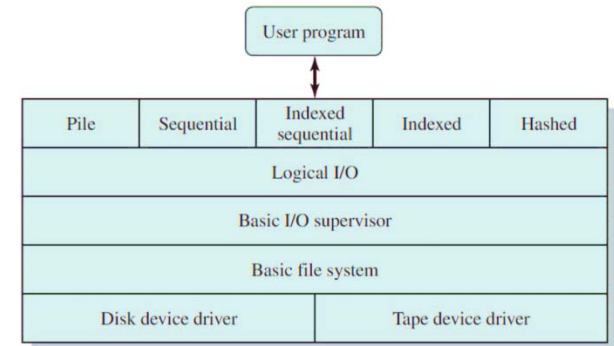 User program
Pile
Sequential
Indexed
sequential
Indexed
Hashed
Logical I/O
Basic I/O supervisor
Basic file system
Disk device driver
Tape device driver